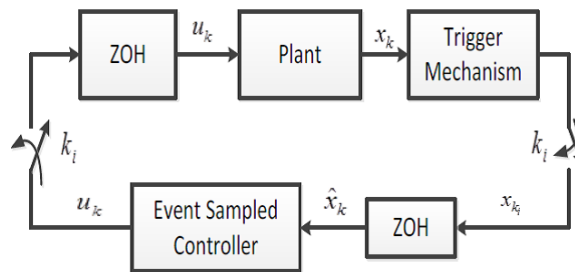 u_k
x_k
ZOH
Plant
Trigger
Mechanism
k_i
k_i
u_k
Event Sampled
Controller
x̂_k
ZOH
x_{k_i}